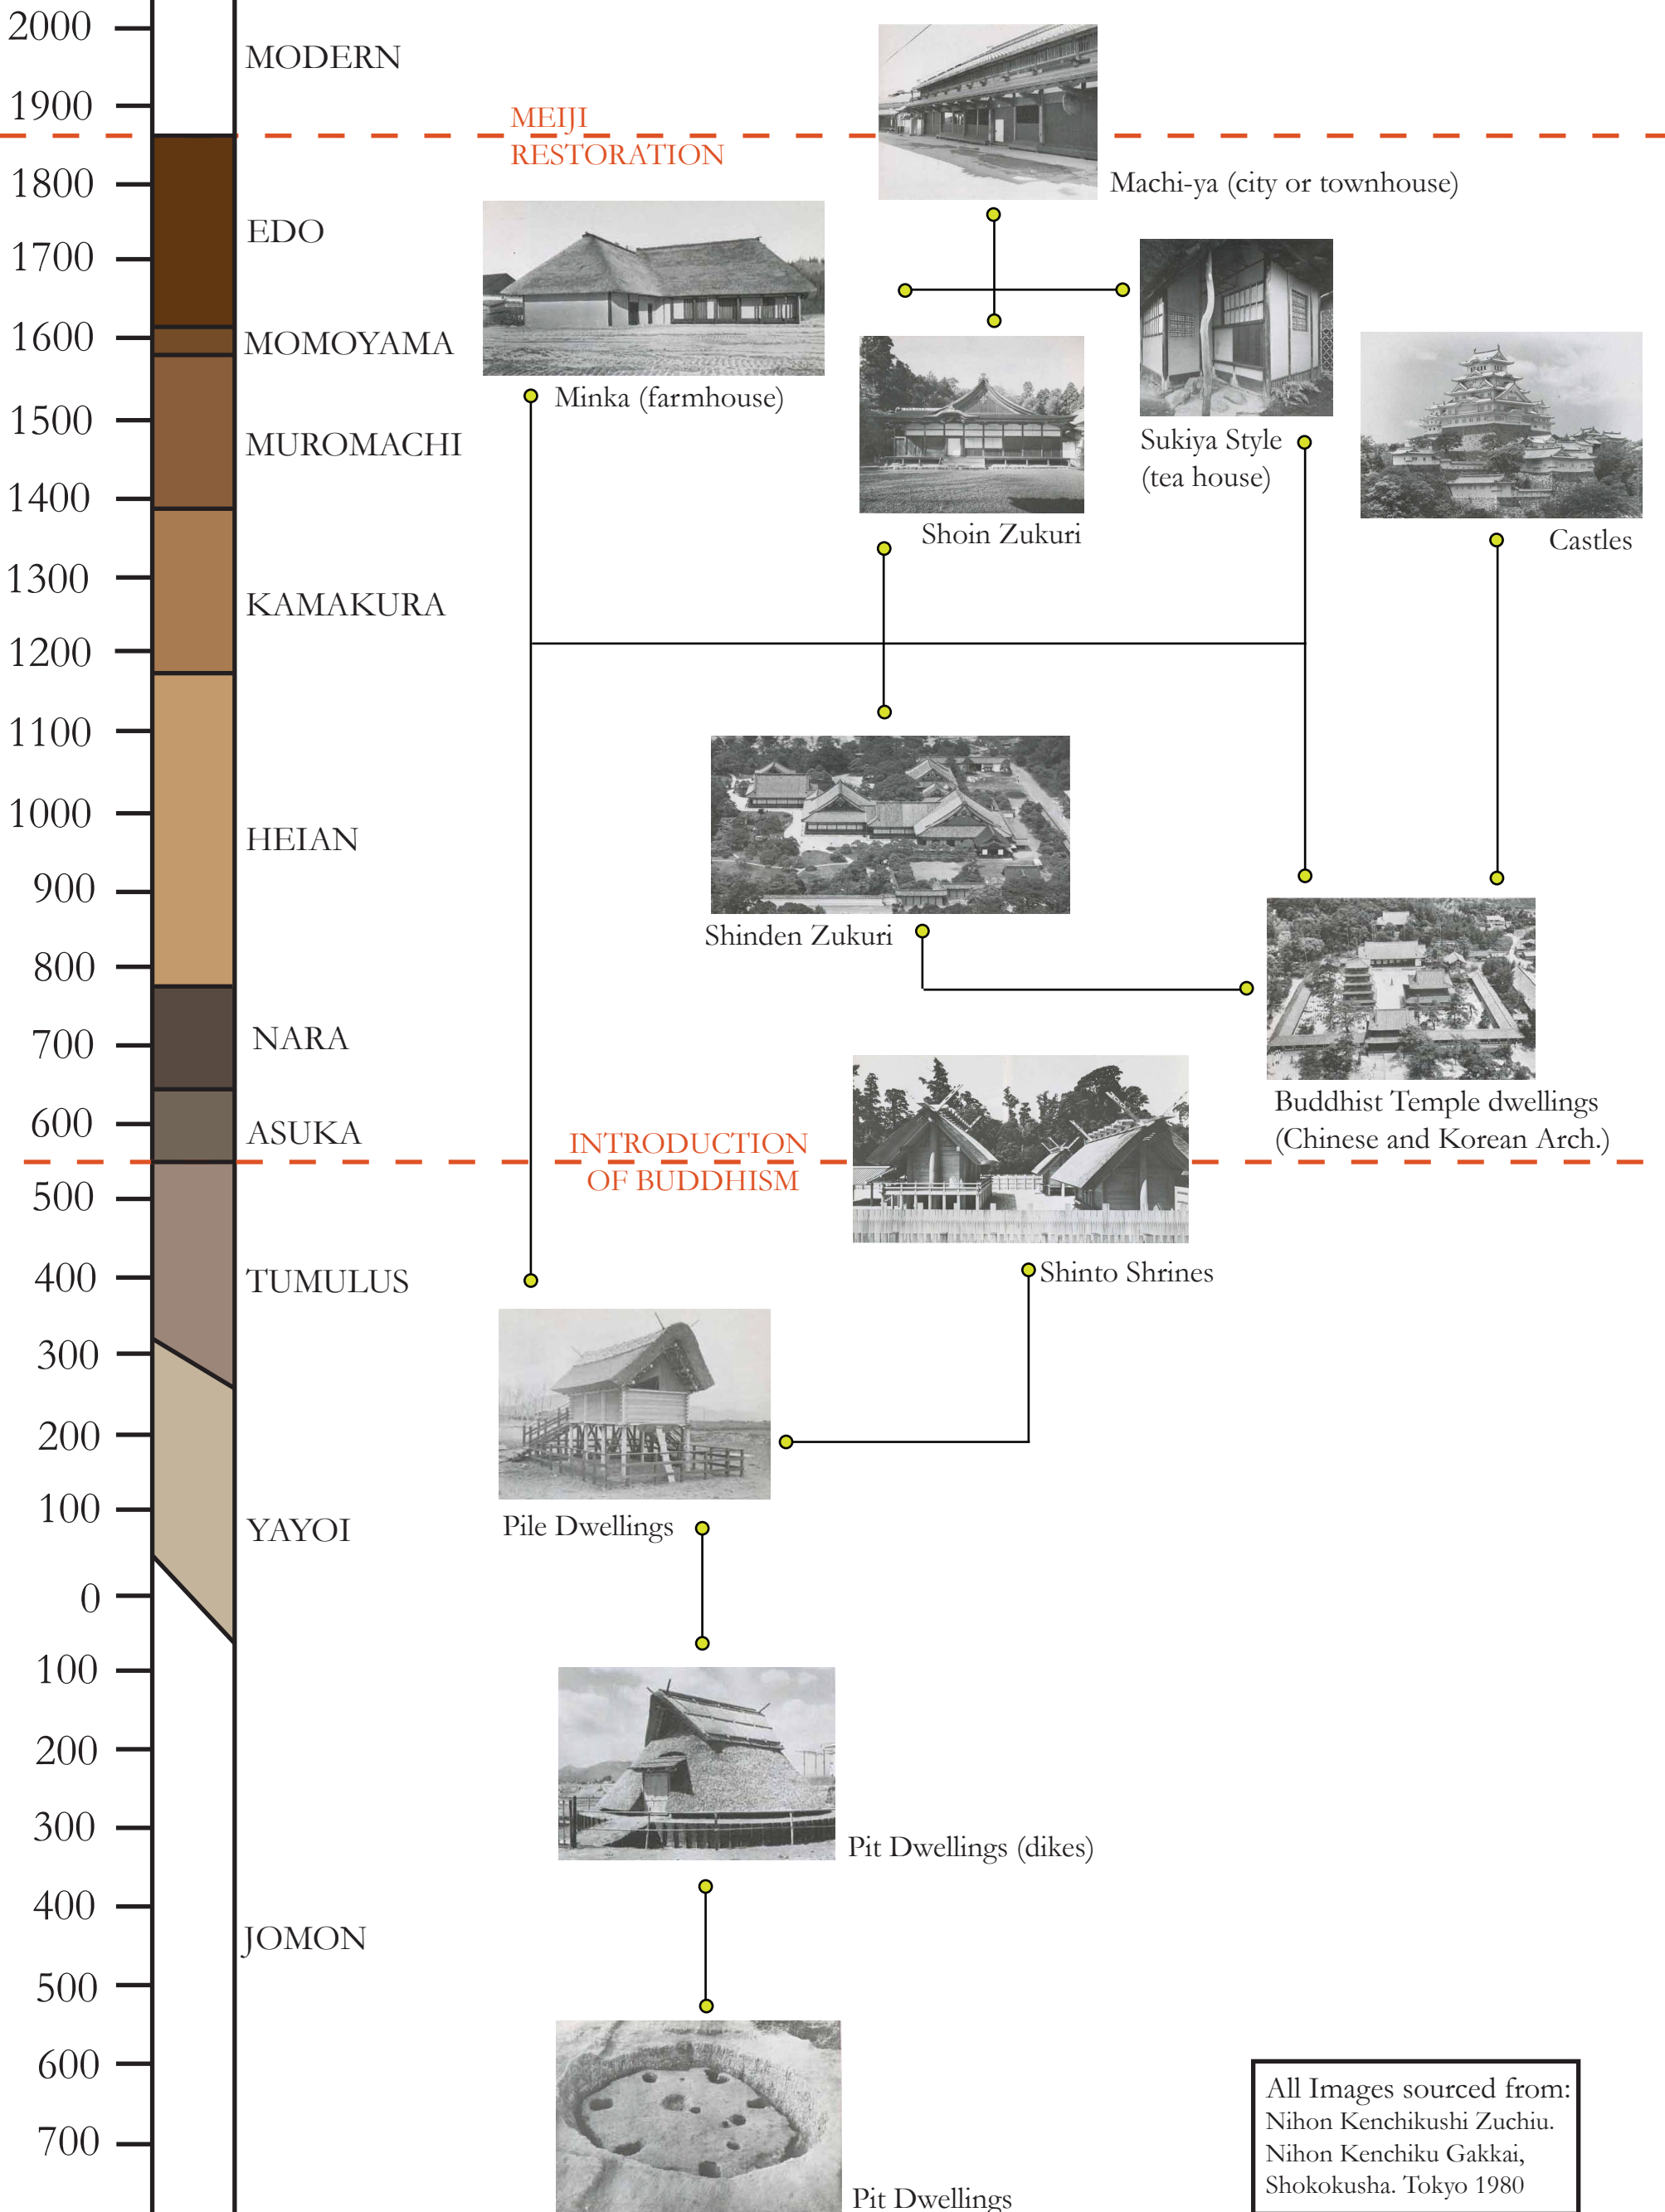 2000
MODERN
1900
MEIJI
RESTORATION
1800
Machi-ya (city or townhouse)
EDO
1700
1600
MOMOYAMA
Minka (farmhouse)
1500
MUROMACHI
Sukiya Style
(tea house)
1400
Shoin Zukuri
Castles
1300
KAMAKURA
1200
1100
1000
HEIAN
900
Shinden Zukuri
800
NARA
700
Buddhist Temple dwellings
(Chinese and Korean Arch.)
600
ASUKA
INTRODUCTION
OF BUDDHISM
500
400
TUMULUS
Shinto Shrines
300
200
100
YAYOI
Pile Dwellings
0
100
200
300
Pit Dwellings (dikes)
400
JOMON
500
600
700
Pit Dwellings
All Images sourced from:
Nihon Kenchikushi Zuchiu.
Nihon Kenchiku Gakkai,
Shokokusha. Tokyo 1980